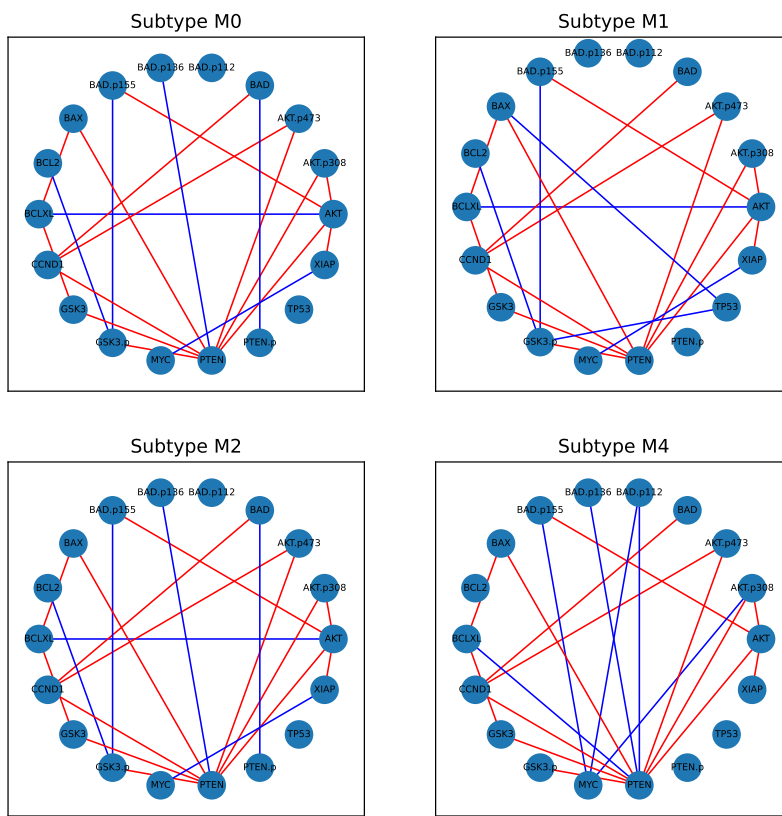 Subtype M0
BAD.p136
BAD.p112
BAD.p155
BAD
BAX
AKT.p473
BCL2
AKT.p308
BCLXL
AKT
CCND1
XIAP
GSK3
TP53
GSK3.p
PTEN.p
MYC
PTEN
Subtype M1
BAD.p136
BAD.p112
BAD.p155
BAD
BAX
AKT.p473
BCL2
AKT.p308
BCLXL
AKT
CCND1
XIAP
GSK3
TP53
GSK3.p
PTEN.p
MYC
PTEN
Subtype M2
BAD.p136
BAD.p112
BAD.p155
BAD
BAX
AKT.p473
BCL2
AKT.p308
BCLXL
AKT
CCND1
XIAP
GSK3
TP53
GSK3.p
PTEN.p
MYC
PTEN
Subtype M4
BAD.p136
BAD.p112
BAD.p155
BAD
BAX
AKT.p473
BCL2
AKT.p308
BCLXL
AKT
CCND1
XIAP
GSK3
TP53
GSK3.p
PTEN.p
MYC
PTEN